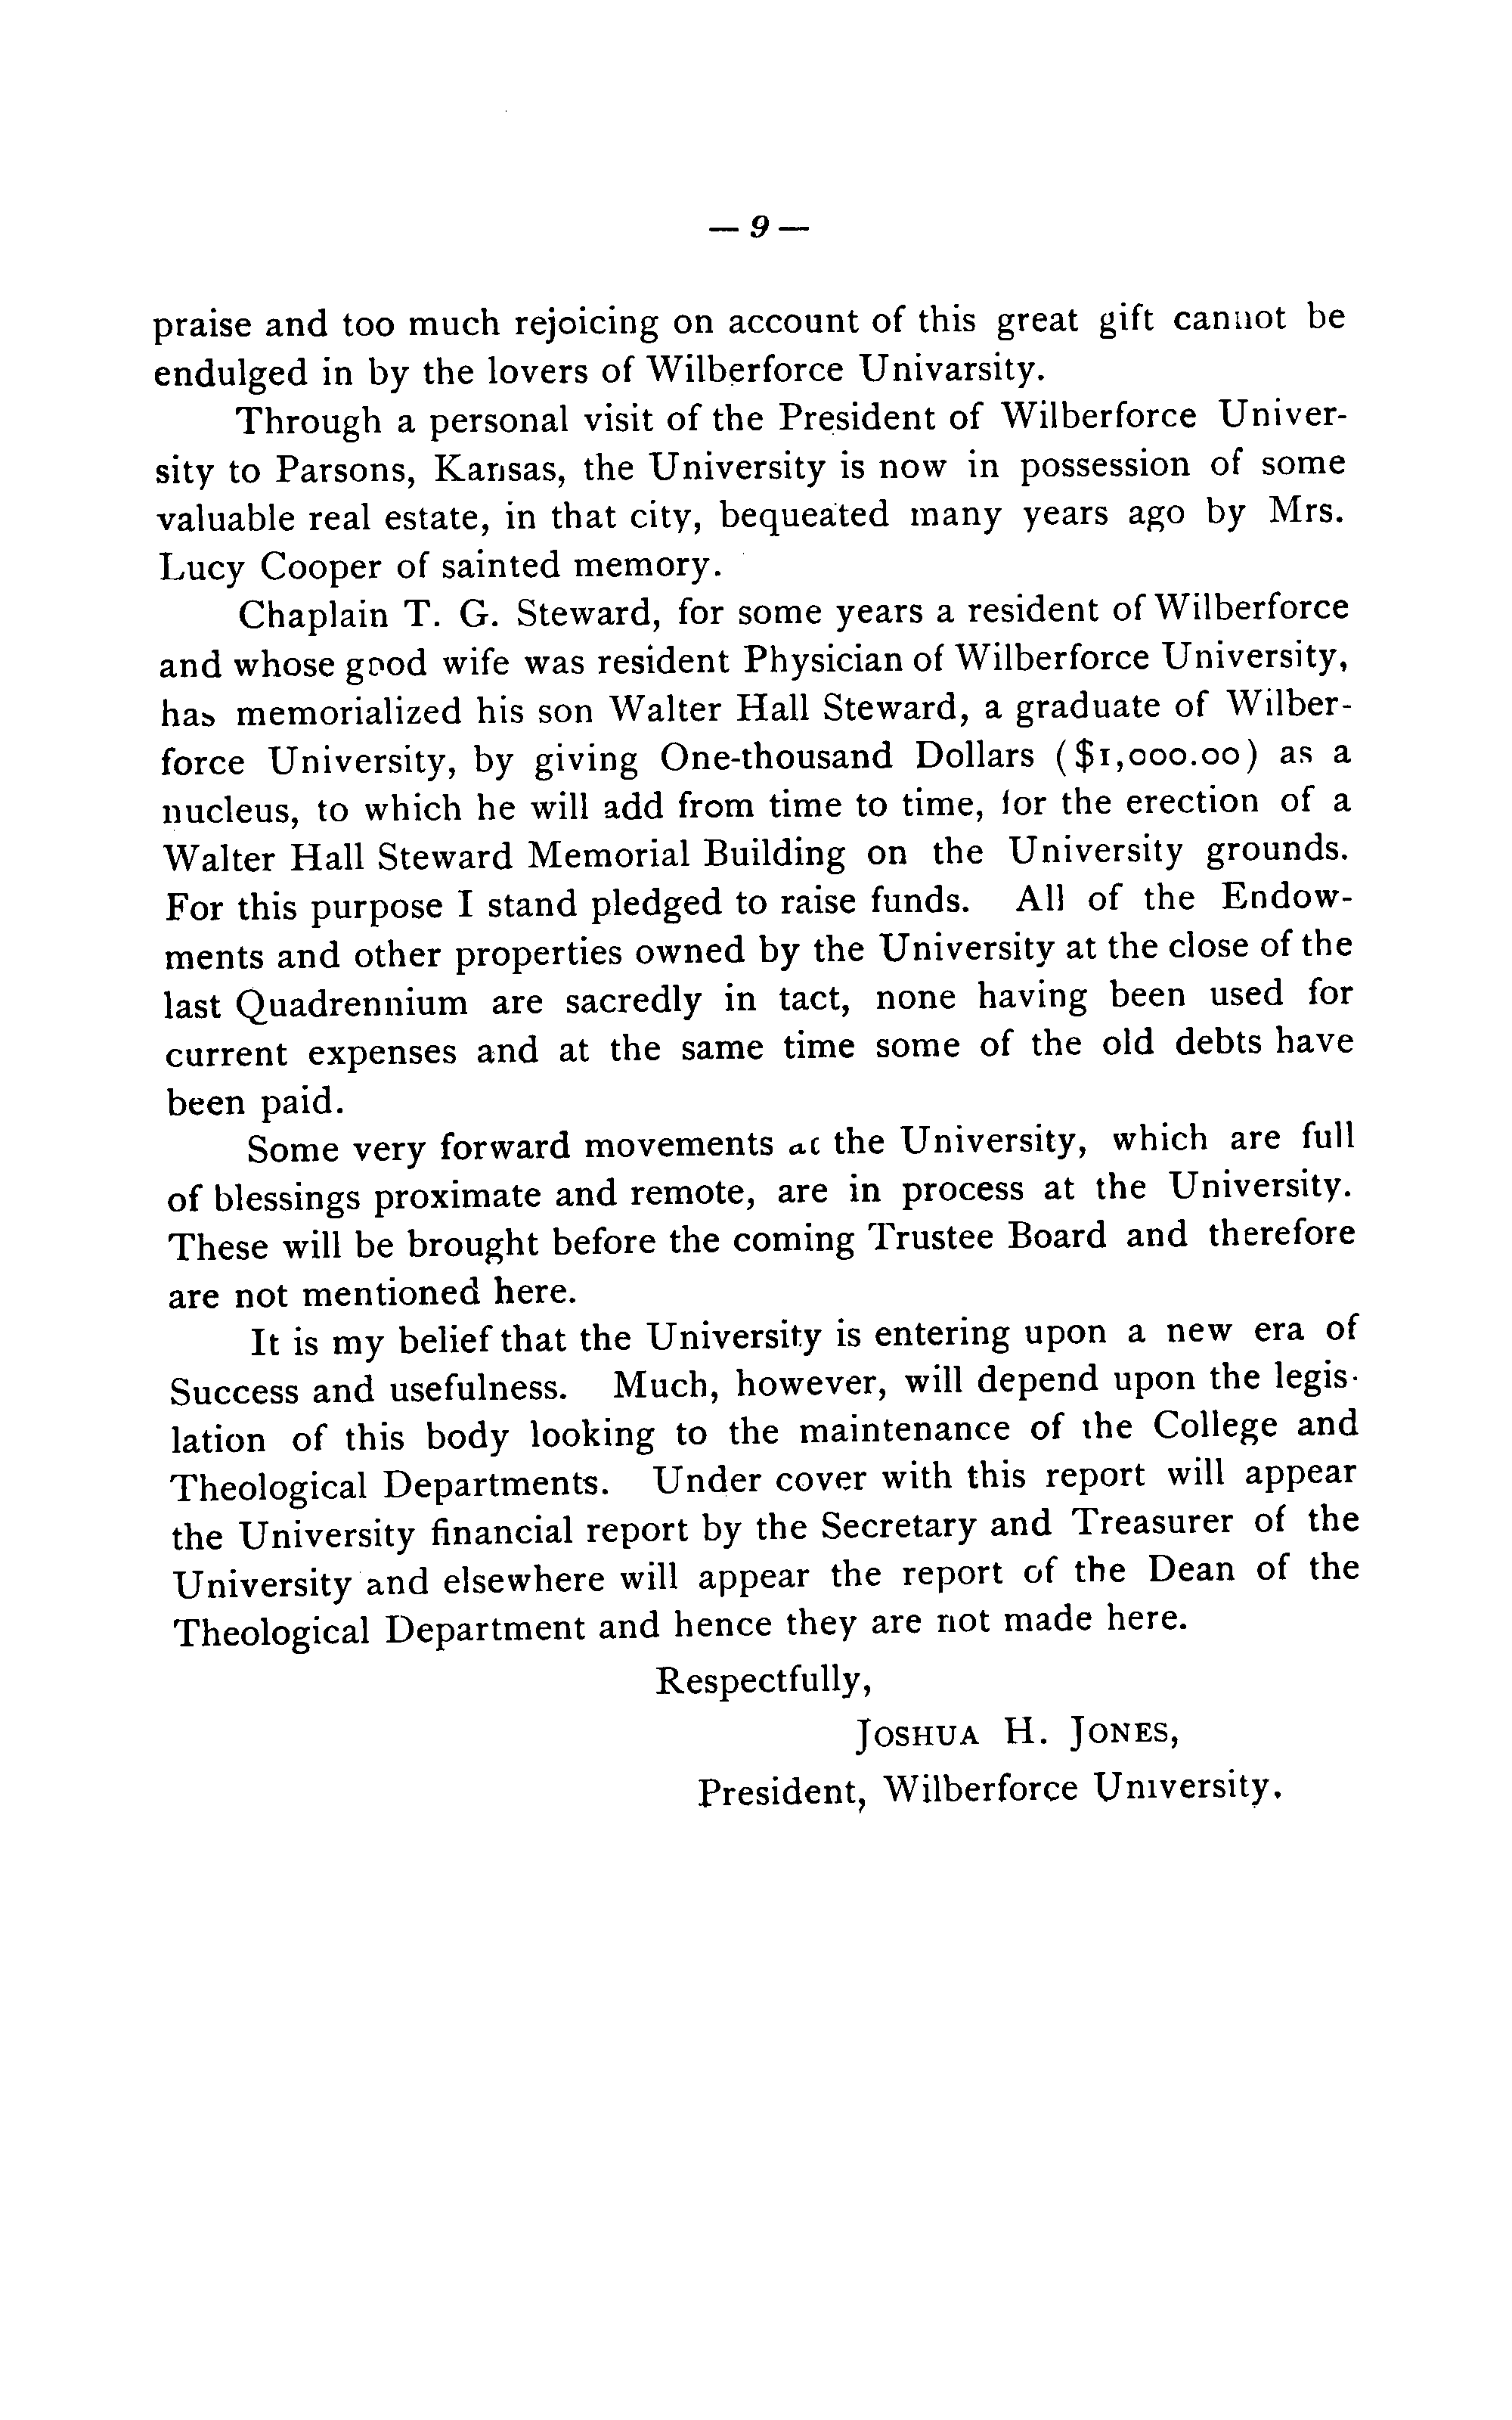 — 9 —
praise and too much rejoicing on account of this great gift cannot be
endulged in by the lovers of Wilberforce Univarsity.
Through a personal visit of the President of Wilberforce Univer-
sity to Parsons, Kansas, the University is now in possession of some
valuable real estate, in that city, bequeated many years ago by Mrs.
Lucy Cooper of sainted memory.
Chaplain T. G. Steward, for some years a resident of Wilberforce
and whose good wife was resident Physician of Wilberforce University,
has memorialized his son Walter Hall Steward, a graduate of Wilber-
force University, by giving One-thousand Dollars ($1,000.00) as a
nucleus, to which he will add from time to time, for the erection of a
Walter Hall Steward Memorial Building on the University grounds.
For this purpose I stand pledged to raise funds. All of the Endow-
ments and other properties owned by the University at the close of the
last Quadrennium are sacredly in tact, none having been used for
current expenses and at the same time some of the old debts have
been paid.
Some very forward movements at the University, which are full
of blessings proximate and remote, are in process at the University.
These will be brought before the coming Trustee Board and therefore
are not mentioned here.
It is my belief that the University is entering upon a new era of
Success and usefulness. Much, however, will depend upon the legis-
lation of this body looking to the maintenance of the College and
Theological Departments. Under cover with this report will appear
the University financial report by the Secretary and Treasurer of the
University and elsewhere will appear the report of the Dean of the
Theological Department and hence they are not made here.
Respectfully,
JOSHUA H. JONES,
President, Wilberforce University.